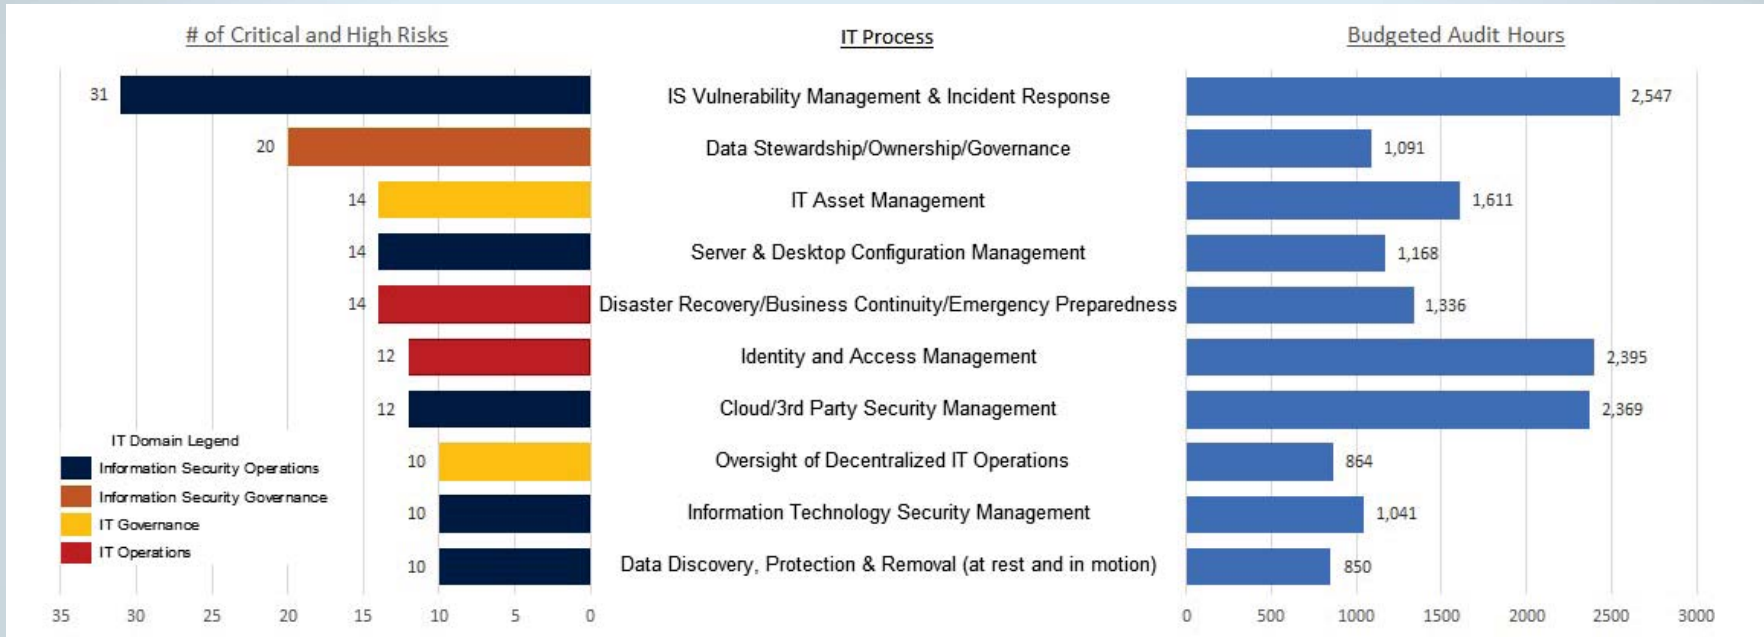 # of Critical and High Risks IT Process Budgeted Audit Hours
31 IS Vulnerability Management & Incident Response 2,547
20 Data Stewardship/Ownership/Governance 1,091
14 IT Asset Management 1,611
14 Server & Desktop Configuration Management 1,168
14 Disaster Recovery/Business Continuity/Emergency Preparedness 1,336
12 Identity and Access Management 2,395
12 Cloud/3rd Party Security Management 2,369
IT Domain Legend
10 Oversight of Decentralized IT Operations 864
Information Security Operations
Information Security Governance
10 Information Technology Security Management 1,041
IT Governance
IT Operations
10 Data Discovery, Protection & Removal (at rest and in motion) 850
35 30 25 20 15 10 5 0 0 500 1000 1500 2000 2500 3000